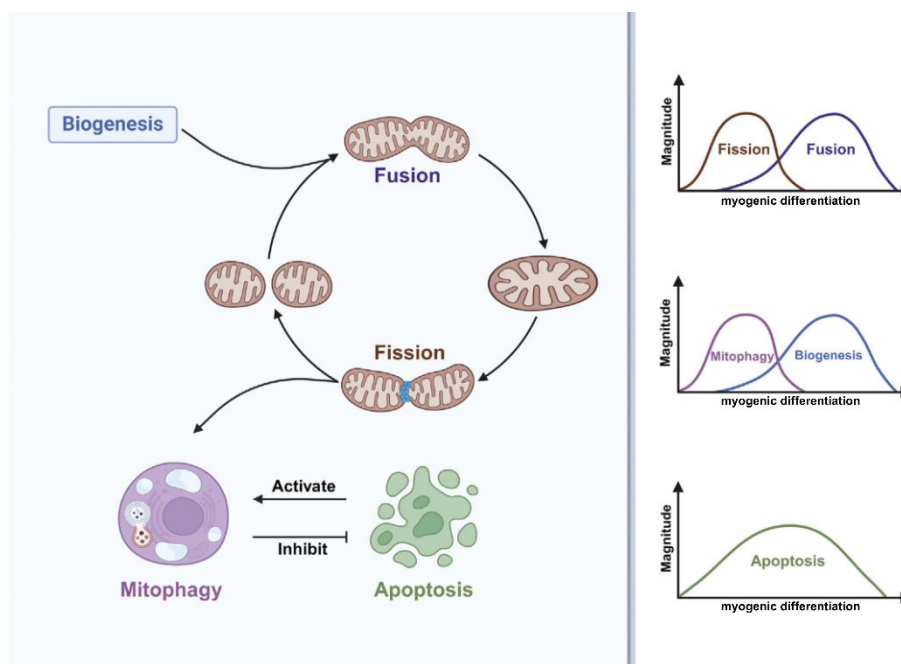 Biogenesis
Fusion
Fission
Activate
Inhibit
Mitophagy
Apoptosis
Magnitude
Fission
Fusion
myogenic differentiation
Magnitude
Mitophagy
Biogenesis
myogenic differentiation
Magnitude
Apoptosis
myogenic differentiation